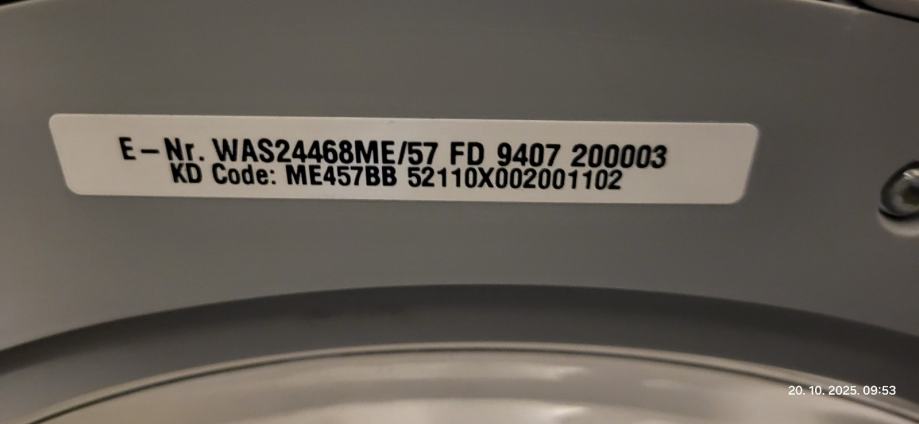 E-Nr. WAS24468ME/57 FD 9407 200003
KD Code: ME457BB 52110X002001102
20. 10. 2025. 09:53